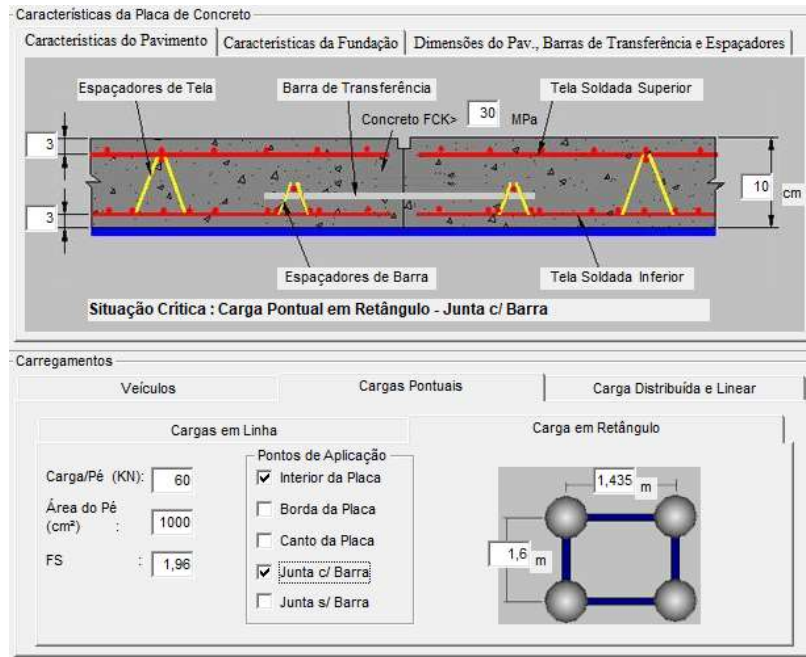 Características da Placa de Concreto
Características do Pavimento
Características da Fundação
Dimensões do Pav., Barras de Transferência e Espaçadores
Espaçadores de Tela
Barra de Transferência
Tela Soldada Superior
Concreto FCK> 30 MPa
3
10 cm
3
Espaçadores de Barra
Tela Soldada Inferior
Situação Crítica : Carga Pontual em Retângulo - Junta c/ Barra
Carregamentos
Veículos
Cargas Pontuais
Carga Distribuída e Linear
Cargas em Linha
Carga em Retângulo
Carga/Pé (KN): 60
Área do Pé (cm²) : 1000
FS : 1,96
Pontos de Aplicação
Interior da Placa
Borda da Placa
Canto da Placa
Junta c/ Barra
Junta s/ Barra
1,435 m
1,6 m